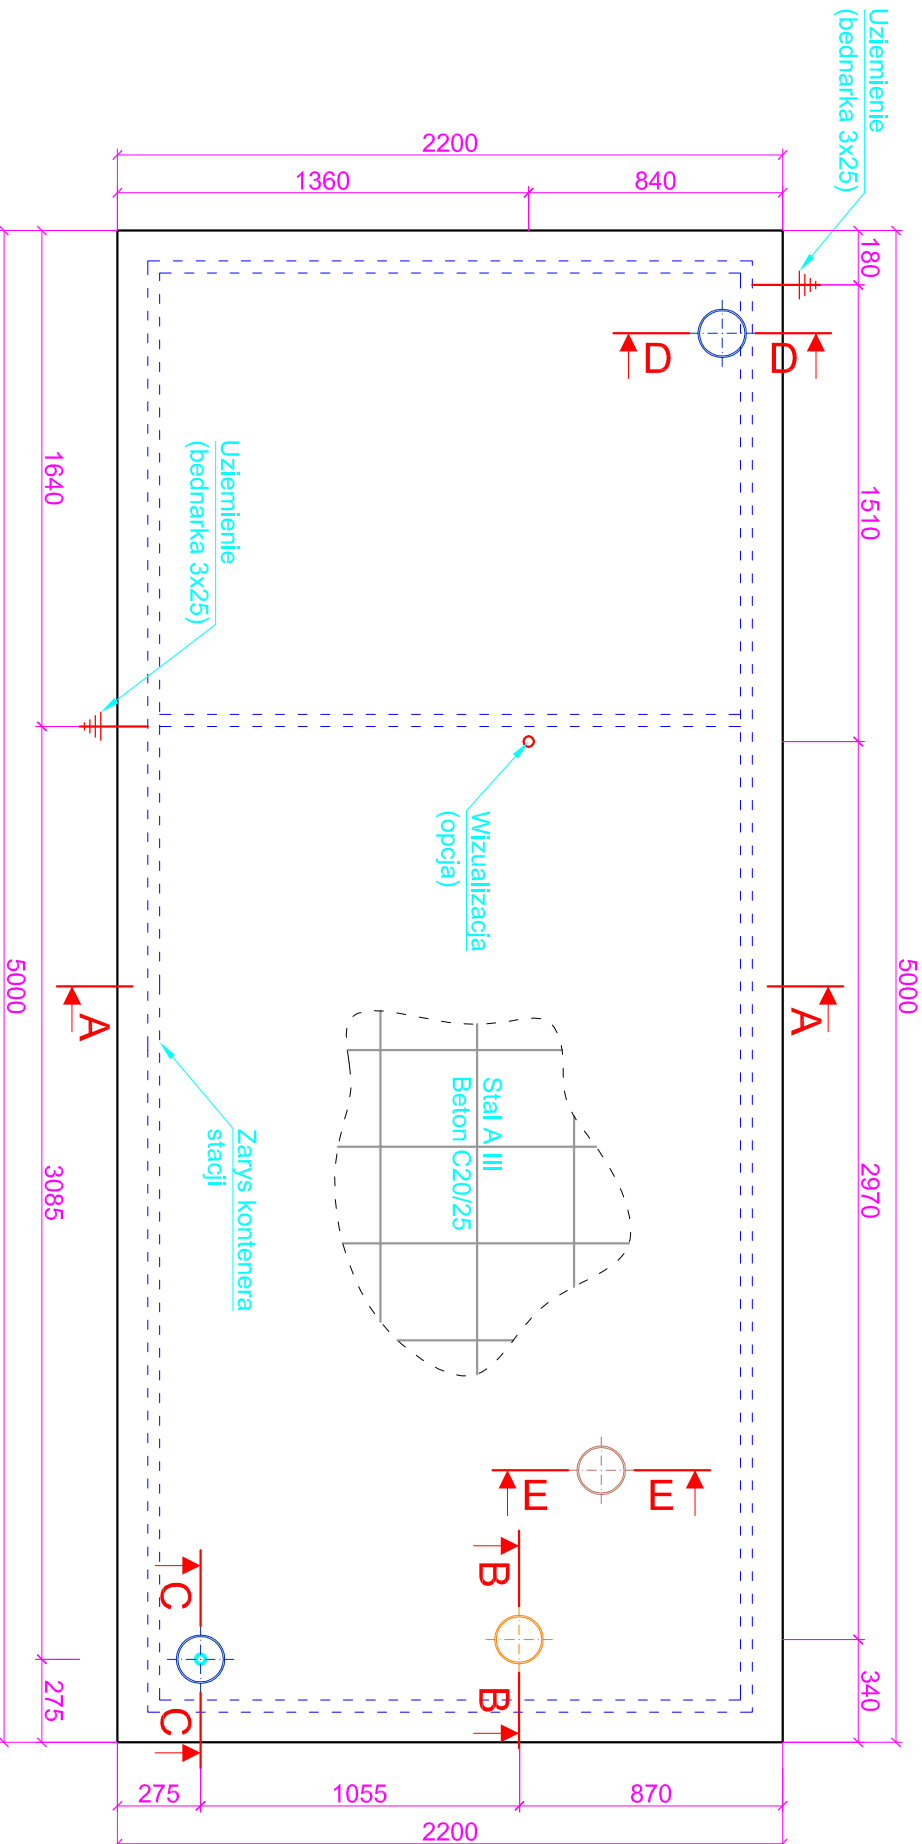 Uziemienie
(bednarka 3x25)
2200
1360
840
180
1510
2970
340
5000
D
D
Uziemienie
(bednarka 3x25)
1640
3085
275
5000
Wizualizacja
(opcja)
A
A
Stal A III
Beton C20/25
Zarys kontenera
stacji
E
E
B
B
C
C
275
1055
870
2200